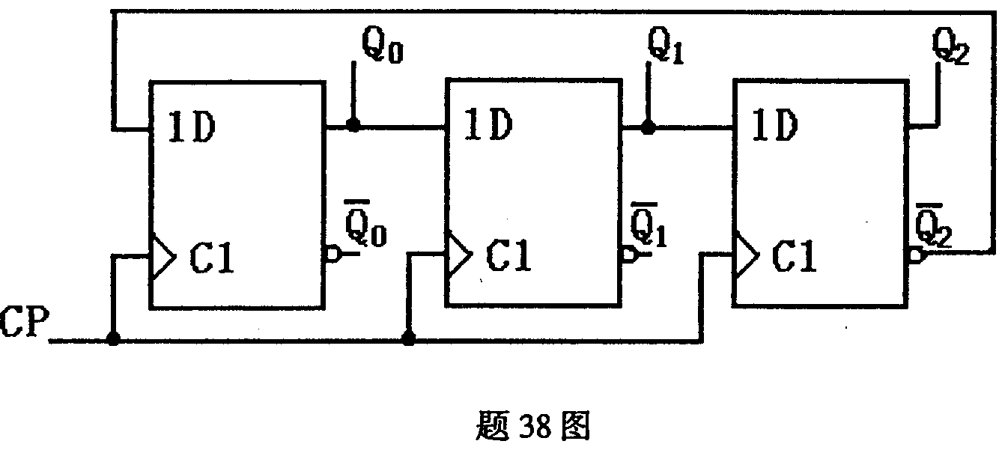 Q0 Q1 Q2
1D 1D 1D
Q̅0 Q̅1 Q̅2
C1 C1 C1
CP
题 38 图